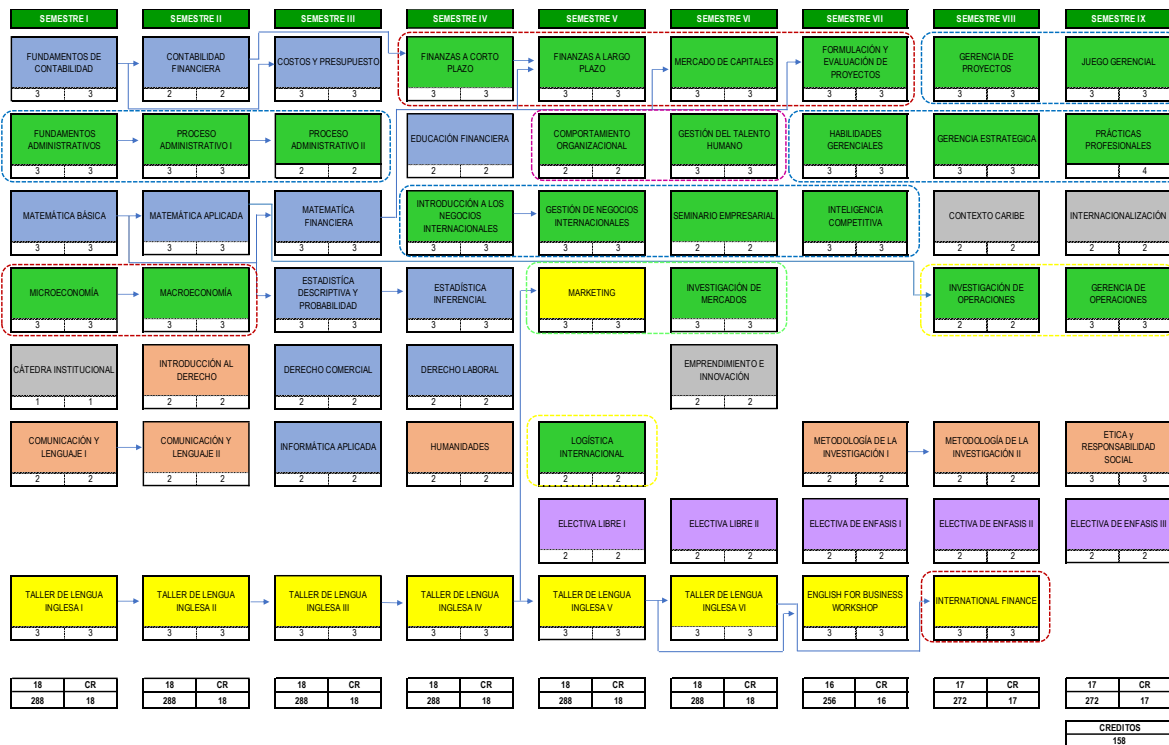 SEMESTRE I SEMESTRE II SEMESTRE III SEMESTRE IV SEMESTRE V SEMESTRE VI SEMESTRE VII SEMESTRE VIII SEMESTRE IX
FUNDAMENTOS DE CONTABILIDAD
3 3
CONTABILIDAD FINANCIERA
2 2
COSTOS Y PRESUPUESTO
3 3
FINANZAS A CORTO PLAZO
3 3
FINANZAS A LARGO PLAZO
3 3
MERCADO DE CAPITALES
3 3
FORMULACIÓN Y EVALUACIÓN DE PROYECTOS
3 3
GERENCIA DE PROYECTOS
3 3
JUEGO GERENCIAL
3 3
FUNDAMENTOS ADMINISTRATIVOS
3 3
PROCESO ADMINISTRATIVO I
3 3
PROCESO ADMINISTRATIVO II
2 2
EDUCACIÓN FINANCIERA
2 2
COMPORTAMIENTO ORGANIZACIONAL
2 2
GESTIÓN DEL TALENTO HUMANO
3 3
HABILIDADES GERENCIALES
3 3
GERENCIA ESTRATEGICA
3 3
PRÁCTICAS PROFESIONALES
4
MATEMÁTICA BÁSICA
3 3
MATEMÁTICA APLICADA
3 3
MATEMATÍCA FINANCIERA
3 3
INTRODUCCIÓN A LOS NEGOCIOS INTERNACIONALES
3 3
GESTIÓN DE NEGOCIOS INTERNACIONALES
3 3
SEMINARIO EMPRESARIAL
2 2
INTELIGENCIA COMPETITIVA
3 3
CONTEXTO CARIBE
2 2
INTERNACIONALIZACIÓN
2 2
MICROECONOMÍA
3 3
MACROECONOMÍA
3 3
ESTADISTÍCA DESCRIPTIVA Y PROBABILIDAD
3 3
ESTADÍSTICA INFERENCIAL
3 3
MARKETING
3 3
INVESTIGACIÓN DE MERCADOS
3 3
INVESTIGACIÓN DE OPERACIONES
2 2
GERENCIA DE OPERACIONES
3 3
CÁTEDRA INSTITUCIONAL
1 1
INTRODUCCIÓN AL DERECHO
2 2
DERECHO COMERCIAL
2 2
DERECHO LABORAL
2 2
EMPRENDIMIENTO E INNOVACIÓN
2 2
COMUNICACIÓN Y LENGUAJE I
2 2
COMUNICACIÓN Y LENGUAJE II
2 2
INFORMÁTICA APLICADA
2 2
HUMANIDADES
2 2
LOGÍSTICA INTERNACIONAL
2 2
METODOLOGÍA DE LA INVESTIGACIÓN I
2 2
METODOLOGÍA DE LA INVESTIGACIÓN II
2 2
ETICA y RESPONSABILIDAD SOCIAL
3 3
ELECTIVA LIBRE I
2 2
ELECTIVA LIBRE II
2 2
ELECTIVA DE ENFASIS I
2 2
ELECTIVA DE ENFASIS II
2 2
ELECTIVA DE ENFASIS III
2 2
TALLER DE LENGUA INGLESA I
3 3
TALLER DE LENGUA INGLESA II
3 3
TALLER DE LENGUA INGLESA III
3 3
TALLER DE LENGUA INGLESA IV
3 3
TALLER DE LENGUA INGLESA V
3 3
TALLER DE LENGUA INGLESA VI
3 3
ENGLISH FOR BUSINESS WORKSHOP
3 3
INTERNATIONAL FINANCE
3 3
18 CR 18 CR 18 CR 18 CR 18 CR 18 CR 16 CR 17 CR 17 CR
288 18 288 18 288 18 288 18 288 18 288 18 256 16 272 17 272 17
CREDITOS
158